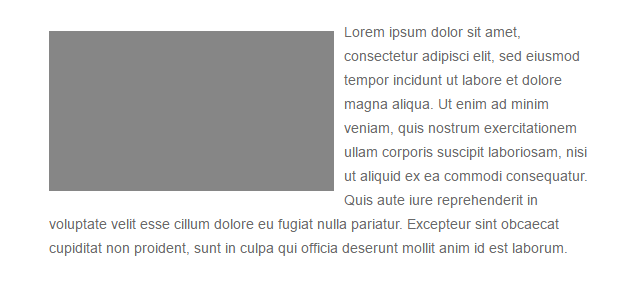 Lorem ipsum dolor sit amet,
consectetur adipisci elit, sed eiusmod
tempor incidunt ut labore et dolore
magna aliqua. Ut enim ad minim
veniam, quis nostrum exercitationem
ullam corporis suscipit laboriosam, nisi
ut aliquid ex ea commodi consequatur.
Quis aute iure reprehenderit in
voluptate velit esse cillum dolore eu fugiat nulla pariatur. Excepteur sint obcaecat
cupiditat non proident, sunt in culpa qui officia deserunt mollit anim id est laborum.